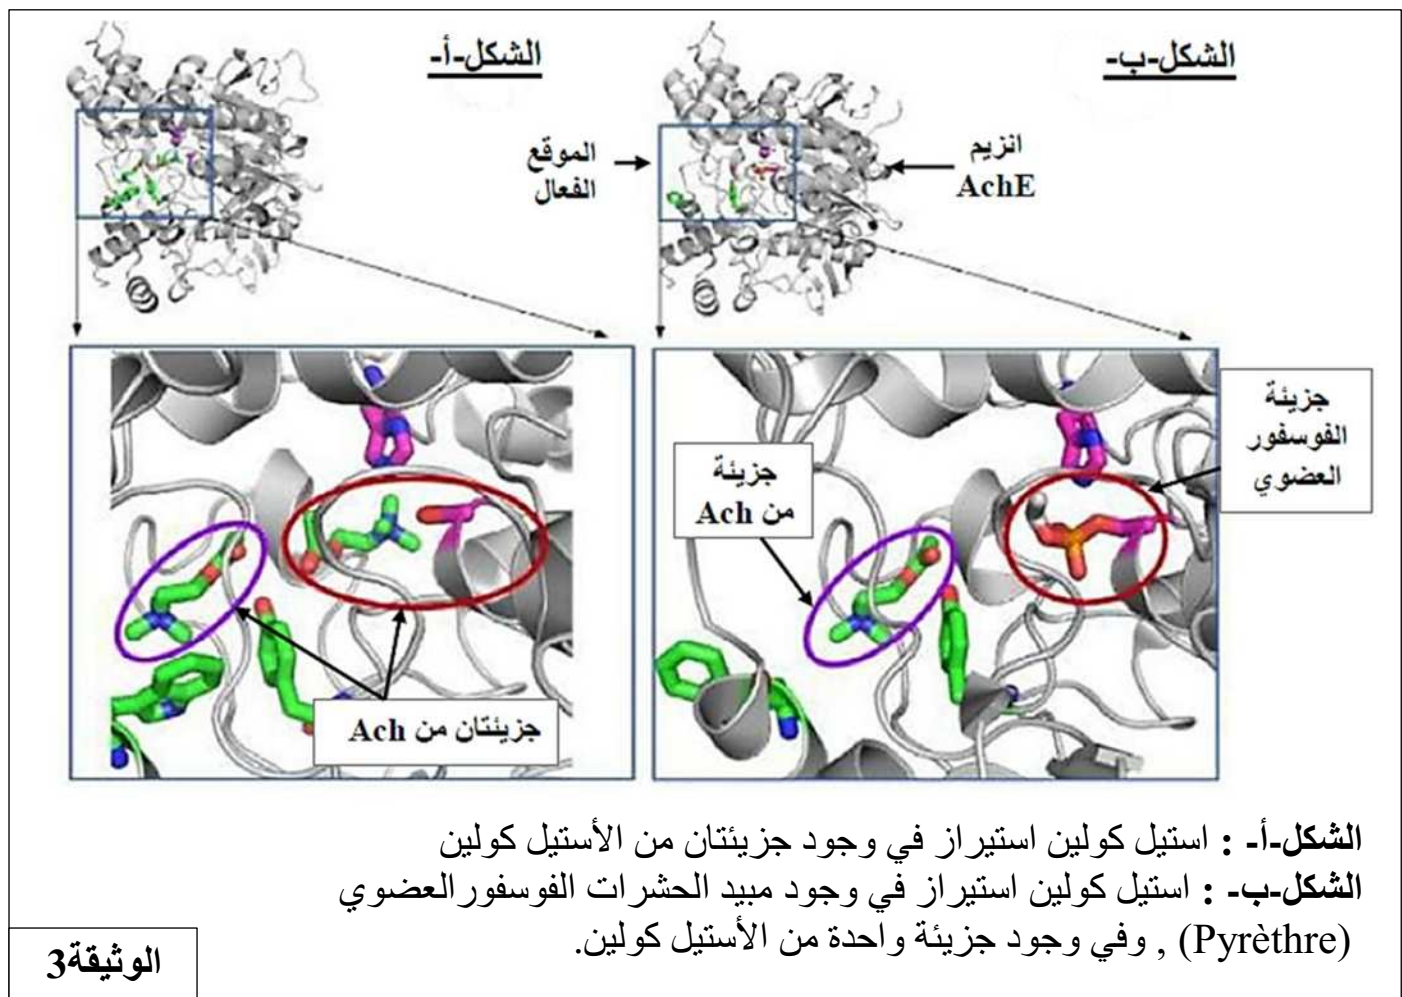 الشكل-أ-
الشكل-ب-
الموقع
الفعال
انزيم
AchE
جزيئة
الفوسفور
العضوي
جزيئة
من Ach
جزيئتان من Ach
الشكل-أ- : استيل كولين استيراز في وجود جزيئتان من الأستيل كولين
الشكل-ب- : استيل كولين استيراز في وجود مبيد الحشرات الفوسفورالعضوي
(Pyrèthre) , وفي وجود جزيئة واحدة من الأستيل كولين.
الوثيقة3